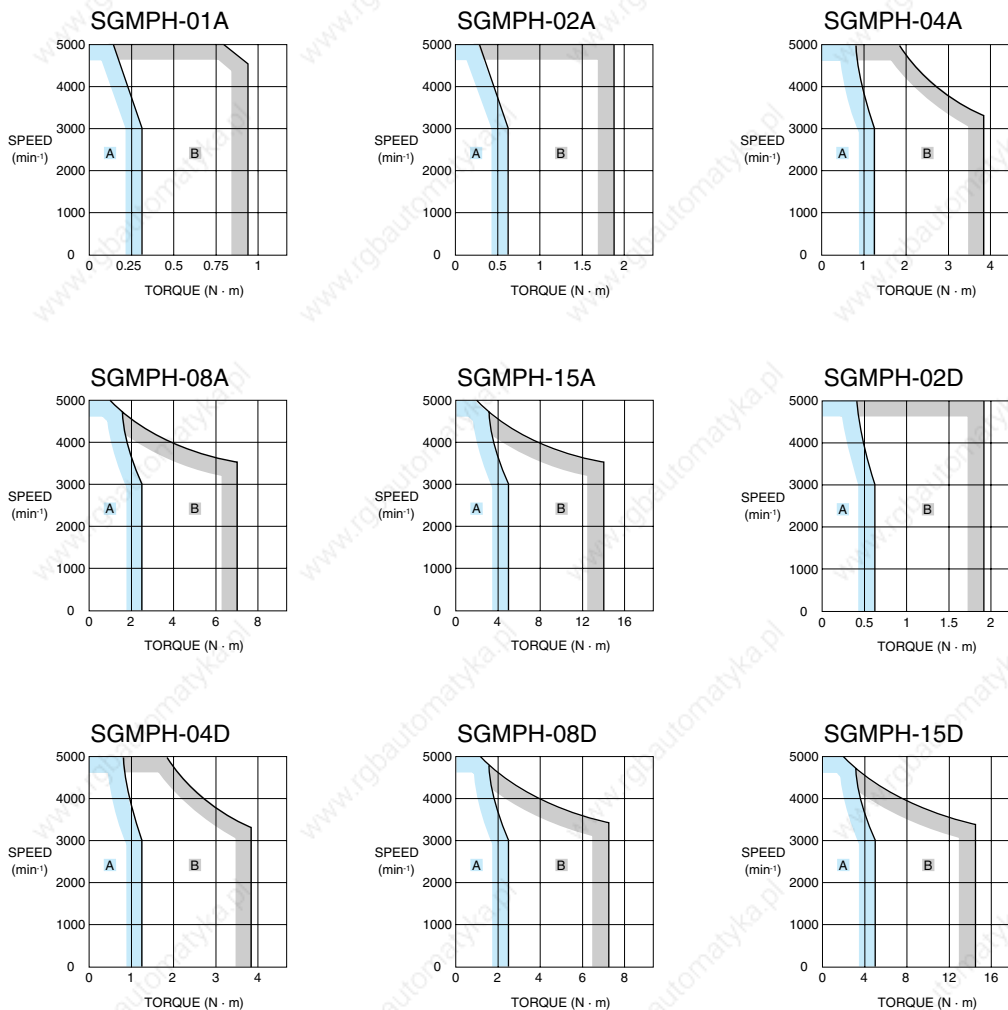 SGMPH-01A
5000
4000
3000
SPEED
(min-1)
2000
1000
0
A
B
0 0.25 0.5 0.75 1
TORQUE (N · m)
SGMPH-02A
5000
4000
3000
SPEED
(min-1)
2000
1000
0
A
B
0 0.5 1 1.5 2
TORQUE (N · m)
SGMPH-04A
5000
4000
3000
SPEED
(min-1)
2000
1000
0
A
B
0 1 2 3 4
TORQUE (N · m)
SGMPH-08A
5000
4000
3000
SPEED
(min-1)
2000
1000
0
A
B
0 2 4 6 8
TORQUE (N · m)
SGMPH-15A
5000
4000
3000
SPEED
(min-1)
2000
1000
0
A
B
0 4 8 12 16
TORQUE (N · m)
SGMPH-02D
5000
4000
3000
SPEED
(min-1)
2000
1000
0
A
B
0 0.5 1 1.5 2
TORQUE (N · m)
SGMPH-04D
5000
4000
3000
SPEED
(min-1)
2000
1000
0
A
B
0 1 2 3 4
TORQUE (N · m)
SGMPH-08D
5000
4000
3000
SPEED
(min-1)
2000
1000
0
A
B
0 2 4 6 8
TORQUE (N · m)
SGMPH-15D
5000
4000
3000
SPEED
(min-1)
2000
1000
0
A
B
0 4 8 12 16
TORQUE (N · m)
www.rgbautomatyka.pl